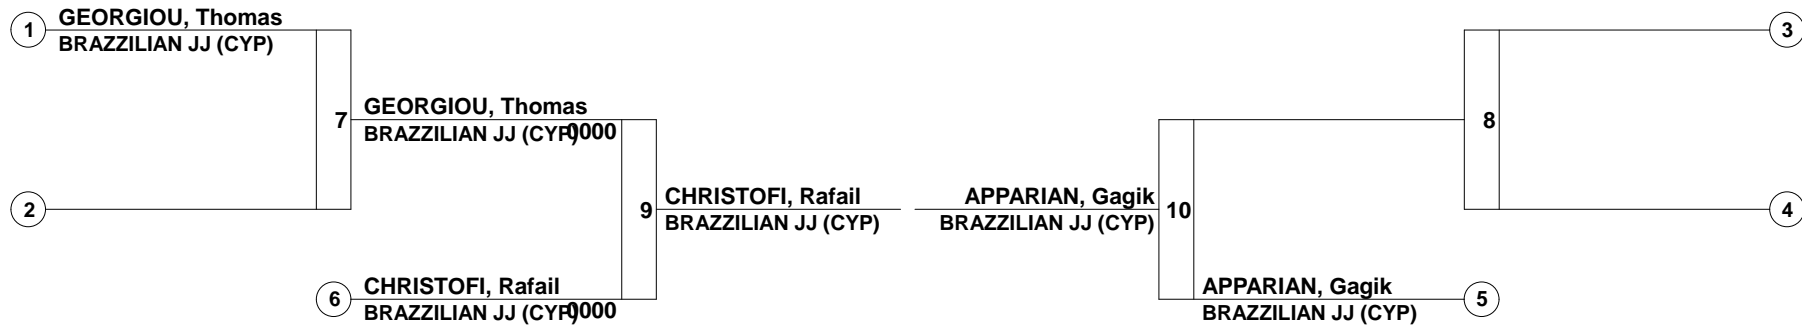 1 GEORGIOU, Thomas
BRAZZILIAN JJ (CYP)
3
7 GEORGIOU, Thomas
BRAZZILIAN JJ (CYP) 0000
8
2
9 CHRISTOFI, Rafail
BRAZZILIAN JJ (CYP)
APPARIAN, Gagik 10
BRAZZILIAN JJ (CYP)
4
6 CHRISTOFI, Rafail
BRAZZILIAN JJ (CYP) 0000
APPARIAN, Gagik 5
BRAZZILIAN JJ (CYP)